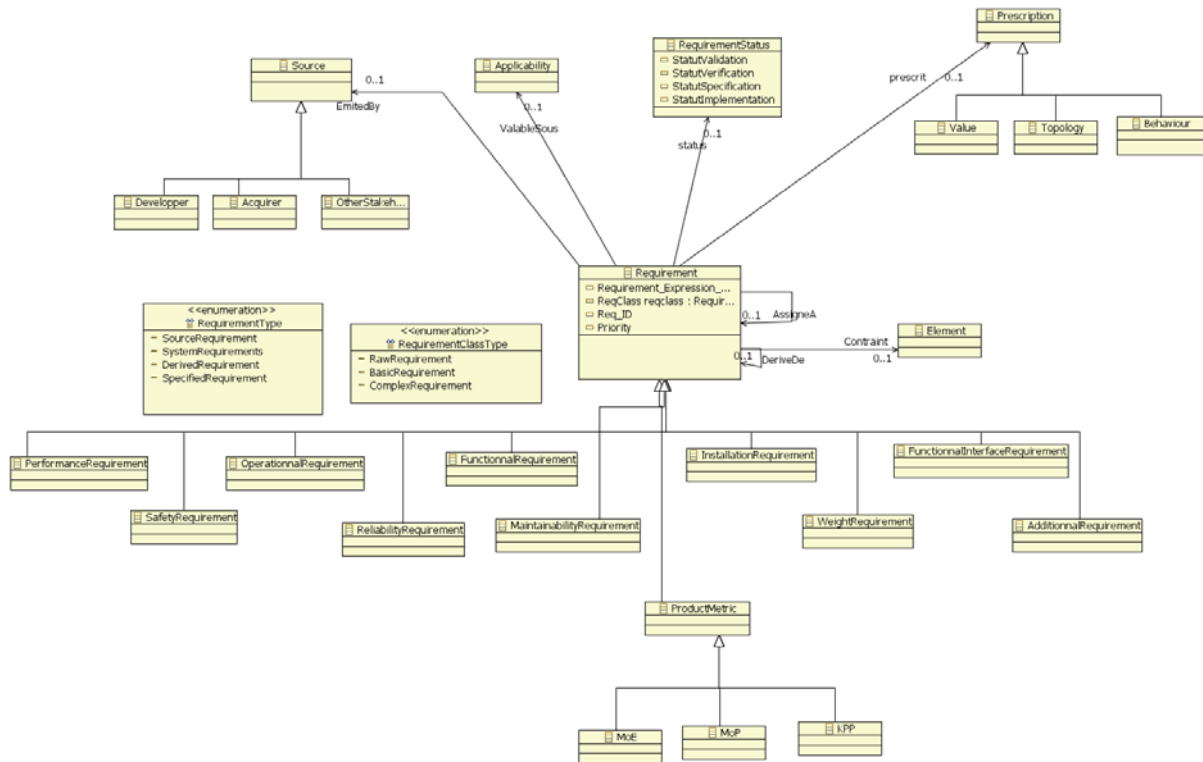 Prescription
RequirementStatus
StatutValidation
StatutVerification
StatutSpecification
StatutImplementation
Source
Applicability
prescrit
0..1
0..1
EmitedBy
0..1
ValableSous
0..1
status
Value
Topology
Behaviour
Developper
Acquirer
OtherStakeh...
Requirement
Requirement_Expression_...
ReqClass reqclass : Requir...
Req_ID
Priority
0..1
AssigneA
<<enumeration>>
RequirementType
SourceRequirement
SystemRequirements
DerivedRequirement
SpecifiedRequirement
<<enumeration>>
RequirementClassType
RawRequirement
BasicRequirement
ComplexRequirement
Element
Contraint
0..1
0..1
DeriveDe
PerformanceRequirement
OperationnalRequirement
FunctionnalRequirement
InstallationRequirement
FunctionnalInterfaceRequirement
SafetyRequirement
ReliabilityRequirement
MaintainabilityRequirement
WeightRequirement
AdditionnalRequirement
ProductMetric
MoE
MoP
KPP